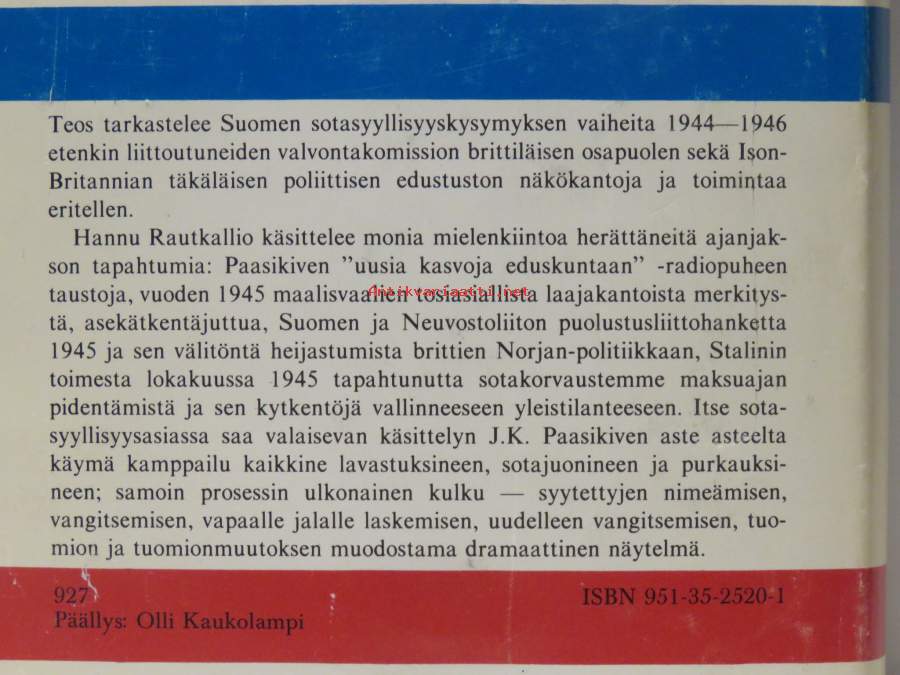 Teos tarkastelee Suomen sotasyyllisyyskysymyksen vaiheita 1944—1946
etenkin liittoutuneiden valvontakomission brittiläisen osapuolen sekä Ison-
Britannian täkäläisen poliittisen edustuston näkökantoja ja toimintaa
eritellen.
Hannu Rautkallio käsittelee monia mielenkiintoa herättäneitä ajanjak-
son tapahtumia: Paasikiven ”uusia kasvoja eduskuntaan” -radiopuheen
taustoja, vuoden 1945 maalisvaalien tosiasiallista laajakantoista merkitys-
Antikvariaatti.net
tä, asekätkentäjuttua, Suomen ja Neuvostoliiton puolustusliittohanketta
1945 ja sen välitöntä heijastumista brittien Norjan-politiikkaan, Stalinin
toimesta lokakuussa 1945 tapahtunutta sotakorvaustemme maksuajan
pidentämistä ja sen kytkentöjä vallinneeseen yleistilanteeseen. Itse sota-
syyllisyysasiassa saa valaisevan käsittelyn J.K. Paasikiven aste asteelta
käymä kamppailu kaikkine lavastuksineen, sotajuonineen ja purkauksi-
neen; samoin prosessin ulkonainen kulku — syytettyjen nimeämisen,
vangitsemisen, vapaalle jalalle laskemisen, uudelleen vangitsemisen, tuo-
mion ja tuomionmuutoksen muodostama dramaattinen näytelmä.
927 ISBN 951-35-2520-1
Päällys: Olli Kaukolampi